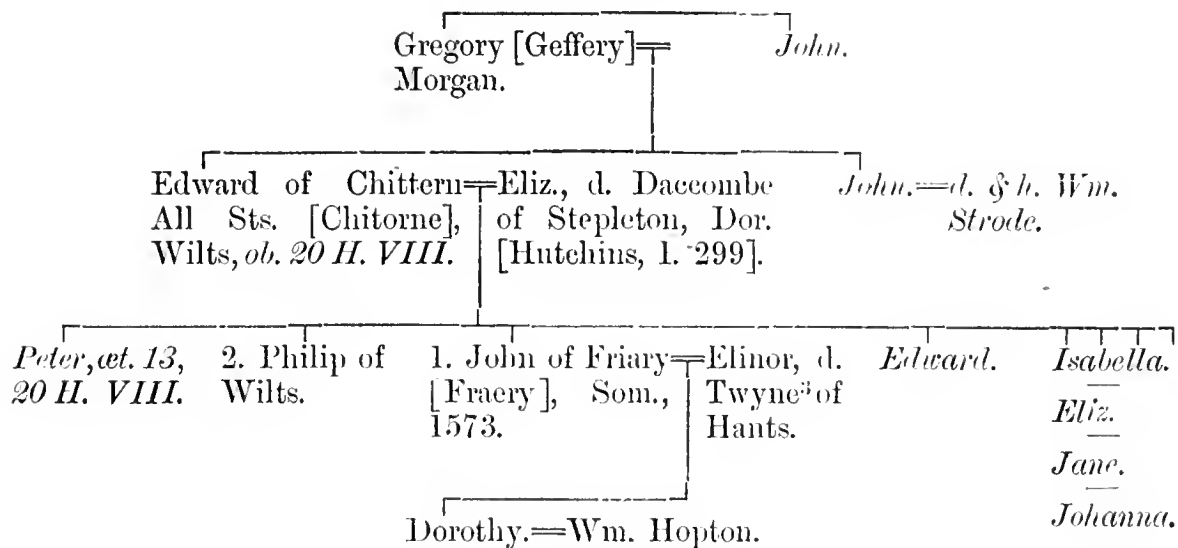 Gregory [Geffery]═ John.
Morgan.
Edward of Chittern═Eliz., d. Daccombe John.═d. & h. Wm.
All Sts. [Chitorne], of Stepleton, Dor. Strode.
Wilts, ob. 20 H. VIII. [Hutchins, 1. 299].
Peter, æt. 13, 2. Philip of 1. John of Friary═Elinor, d. Edward. Isabella.
20 H. VIII. Wilts. [Fraery], Som., Twyne³ of Eliz.
1573. Hants. Jane.
Johanna.
Dorothy.═Wm. Hopton.